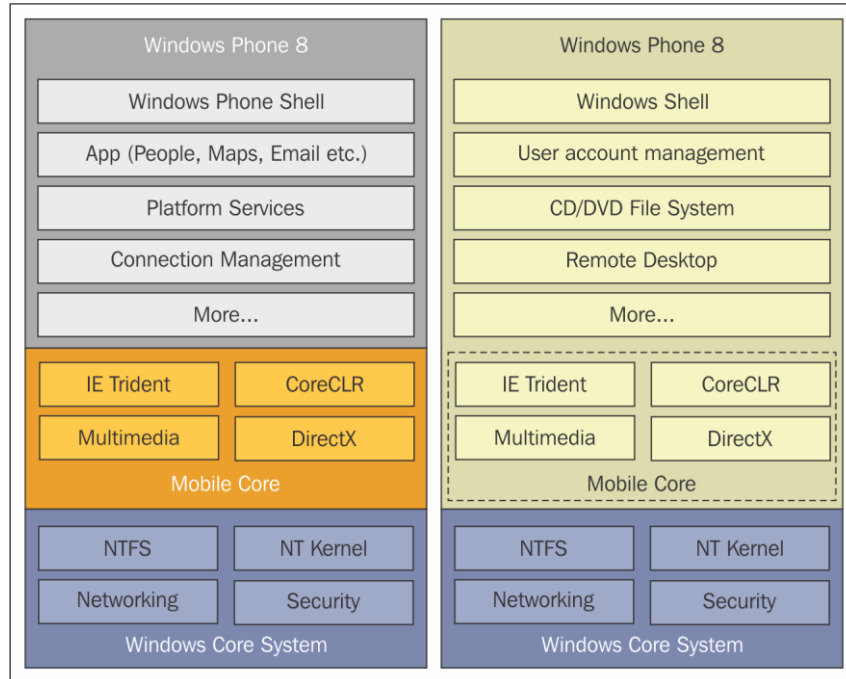 Windows Phone 8
Windows Phone Shell
App (People, Maps, Email etc.)
Platform Services
Connection Management
More...
IE Trident
CoreCLR
Multimedia
DirectX
Mobile Core
NTFS
NT Kernel
Networking
Security
Windows Core System
Windows Phone 8
Windows Shell
User account management
CD/DVD File System
Remote Desktop
More...
IE Trident
CoreCLR
Multimedia
DirectX
Mobile Core
NTFS
NT Kernel
Networking
Security
Windows Core System